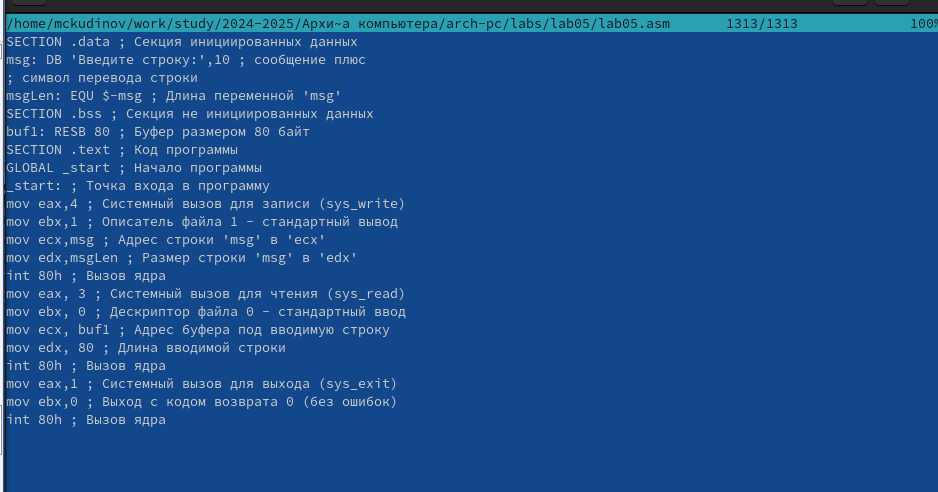 /home/mckudinov/work/study/2024-2025/Архи~а компьютера/arch-pc/labs/lab05/lab05.asm 1313/1313 100%
SECTION .data ; Секция инициированных данных
msg: DB 'Введите строку:',10 ; сообщение плюс
; символ перевода строки
msgLen: EQU $-msg ; Длина переменной 'msg'
SECTION .bss ; Секция не инициированных данных
buf1: RESB 80 ; Буфер размером 80 байт
SECTION .text ; Код программы
GLOBAL _start ; Начало программы
_start: ; Точка входа в программу
mov eax,4 ; Системный вызов для записи (sys_write)
mov ebx,1 ; Описатель файла 1 - стандартный вывод
mov ecx,msg ; Адрес строки 'msg' в 'ecx'
mov edx,msgLen ; Размер строки 'msg' в 'edx'
int 80h ; Вызов ядра
mov eax, 3 ; Системный вызов для чтения (sys_read)
mov ebx, 0 ; Дескриптор файла 0 - стандартный ввод
mov ecx, buf1 ; Адрес буфера под вводимую строку
mov edx, 80 ; Длина вводимой строки
int 80h ; Вызов ядра
mov eax,1 ; Системный вызов для выхода (sys_exit)
mov ebx,0 ; Выход с кодом возврата 0 (без ошибок)
int 80h ; Вызов ядра